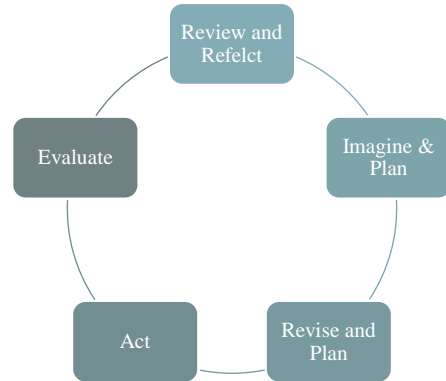 Review and
Refelct
Imagine &
Plan
Revise and
Plan
Act
Evaluate